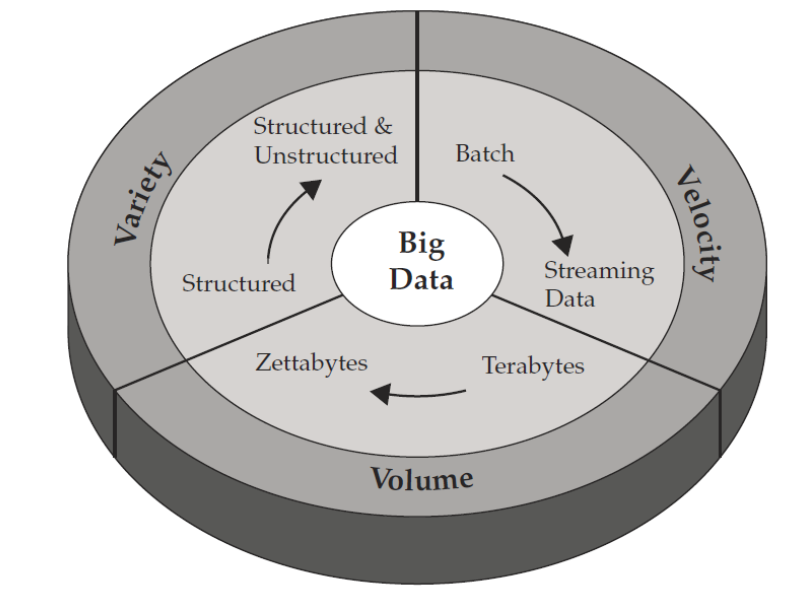 Structured &
Unstructured
Batch
Variety
Velocity
Big
Data
Structured
Streaming
Data
Zettabytes
Terabytes
Volume